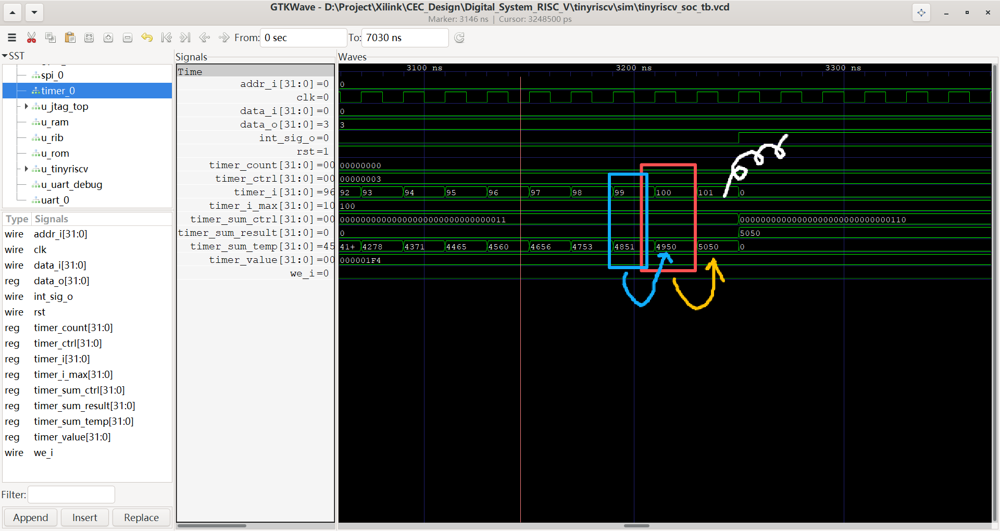 GTKWave - D:\Project\Xilink\CEC_Design\Digital_System_RISC_V\tinyriscv\sim\tinyriscv_soc_tb.vcd
Marker: 3146 ns | Cursor: 3248500 ps
From: 0 sec To: 7030 ns
SST
spi_0
timer_0
u_jtag_top
u_ram
u_rib
u_rom
u_tinyriscv
u_uart_debug
uart_0
Type Signals
wire addr_i[31:0]
wire clk
wire data_i[31:0]
reg data_o[31:0]
wire int_sig_o
wire rst
reg timer_count[31:0]
reg timer_ctrl[31:0]
reg timer_i[31:0]
reg timer_i_max[31:0]
reg timer_sum_ctrl[31:0]
reg timer_sum_result[31:0]
reg timer_sum_temp[31:0]
reg timer_value[31:0]
wire we_i
Filter:
Append Insert Replace
Signals
Time
addr_i[31:0]=0
clk=0
data_i[31:0]=0
data_o[31:0]=3
int_sig_o=0
rst=1
timer_count[31:0]=00
timer_ctrl[31:0]=00
timer_i[31:0]=96
timer_i_max[31:0]=10
timer_sum_ctrl[31:0]=00
timer_sum_result[31:0]=0
timer_sum_temp[31:0]=45
timer_value[31:0]=00
we_i=0
Waves
3100 ns 3200 ns 3300 ns
0
0
3
00000000
00000003
92 93 94 95 96 97 98 99 100 101 0
100
00000000000000000000000000000011 00000000000000000000000000000110
0 5050
41+ 4278 4371 4465 4560 4656 4753 4851 4950 5050 0
000001F4